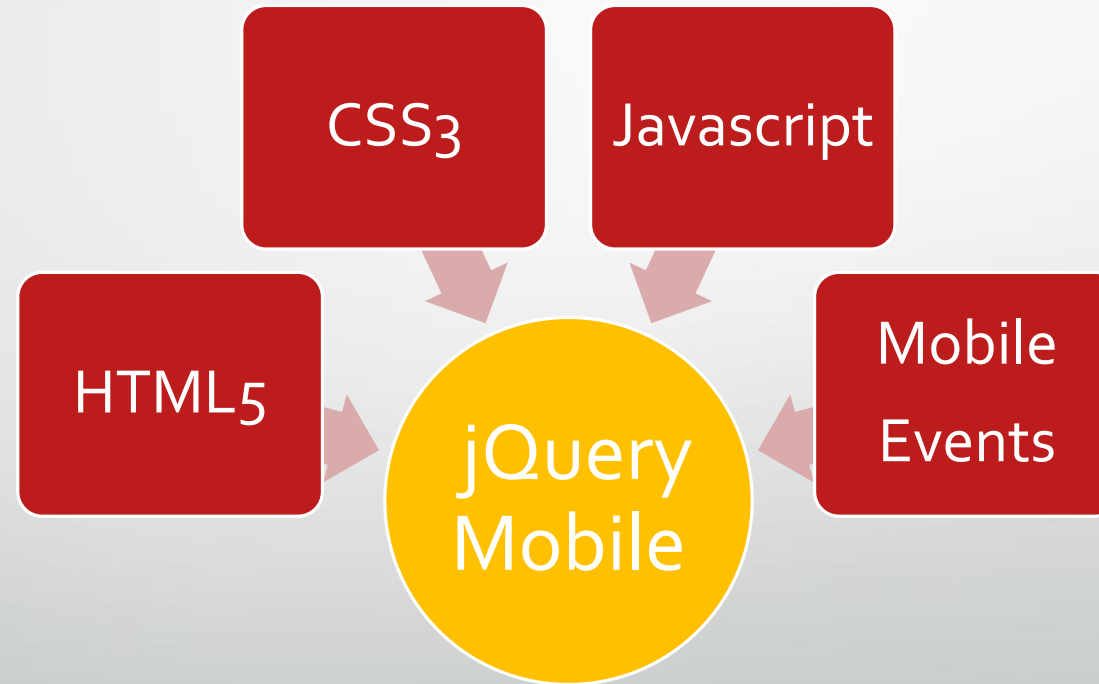 CSS3
Javascript
HTML5
Mobile
Events
jQuery
Mobile